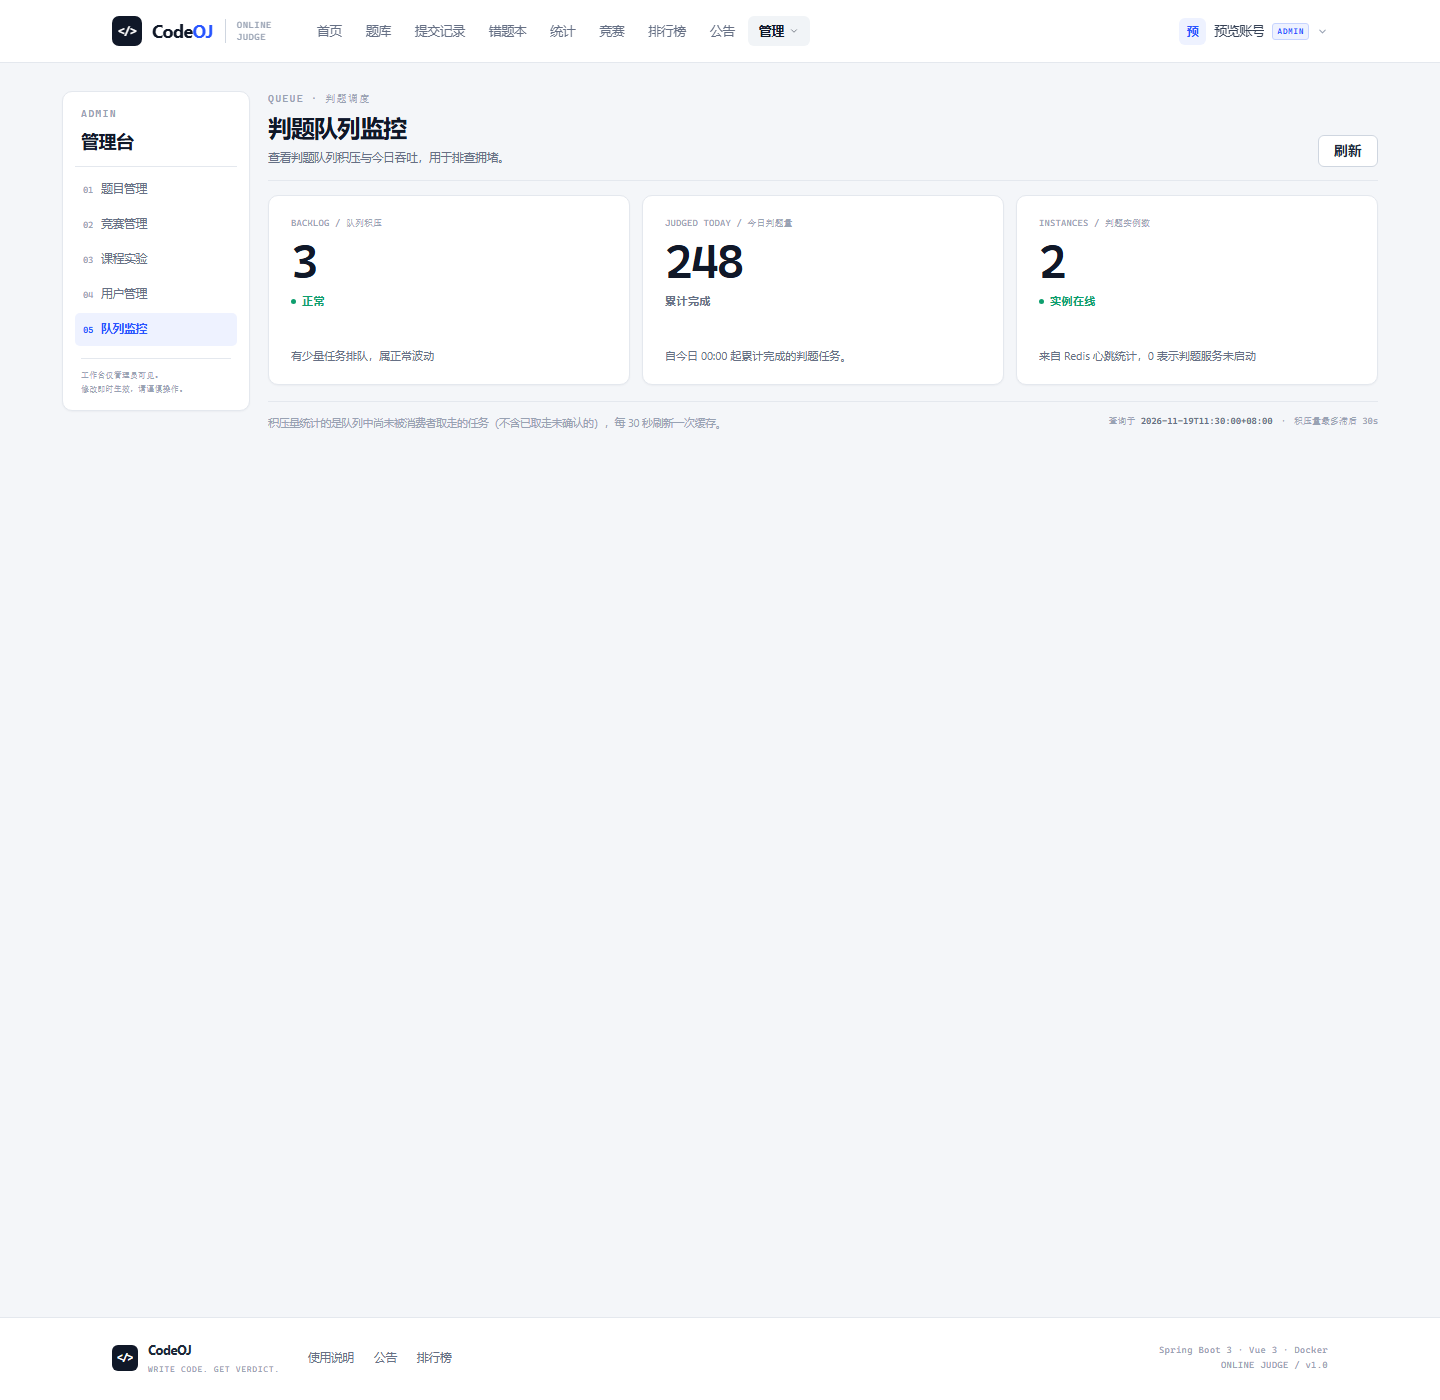 </> CodeOJ ONLINE JUDGE 首页 题库 提交记录 错题本 统计 竞赛 排行榜 公告 管理 预 预览账号 ADMIN
ADMIN
管理台
01 题目管理
02 竞赛管理
03 课程实验
04 用户管理
05 队列监控
工作台仅管理员可见。
修改即时生效，请谨慎操作。
QUEUE · 判题调度
判题队列监控
查看判题队列积压与今日吞吐，用于排查拥堵。
刷新
BACKLOG / 队列积压
3
正常
有少量任务排队，属正常波动
JUDGED TODAY / 今日判题量
248
累计完成
自今日 00:00 起累计完成的判题任务。
INSTANCES / 判题实例数
2
实例在线
来自 Redis 心跳统计，0 表示判题服务未启动
积压量统计的是队列中尚未被消费者取走的任务（不含已取走未确认的），每 30 秒刷新一次缓存。
查询于 2026-11-19T11:30:00+08:00 · 积压量最多滞后 30s
</> CodeOJ
WRITE CODE. GET VERDICT.
使用说明 公告 排行榜
Spring Boot 3 · Vue 3 · Docker
ONLINE JUDGE / v1.0